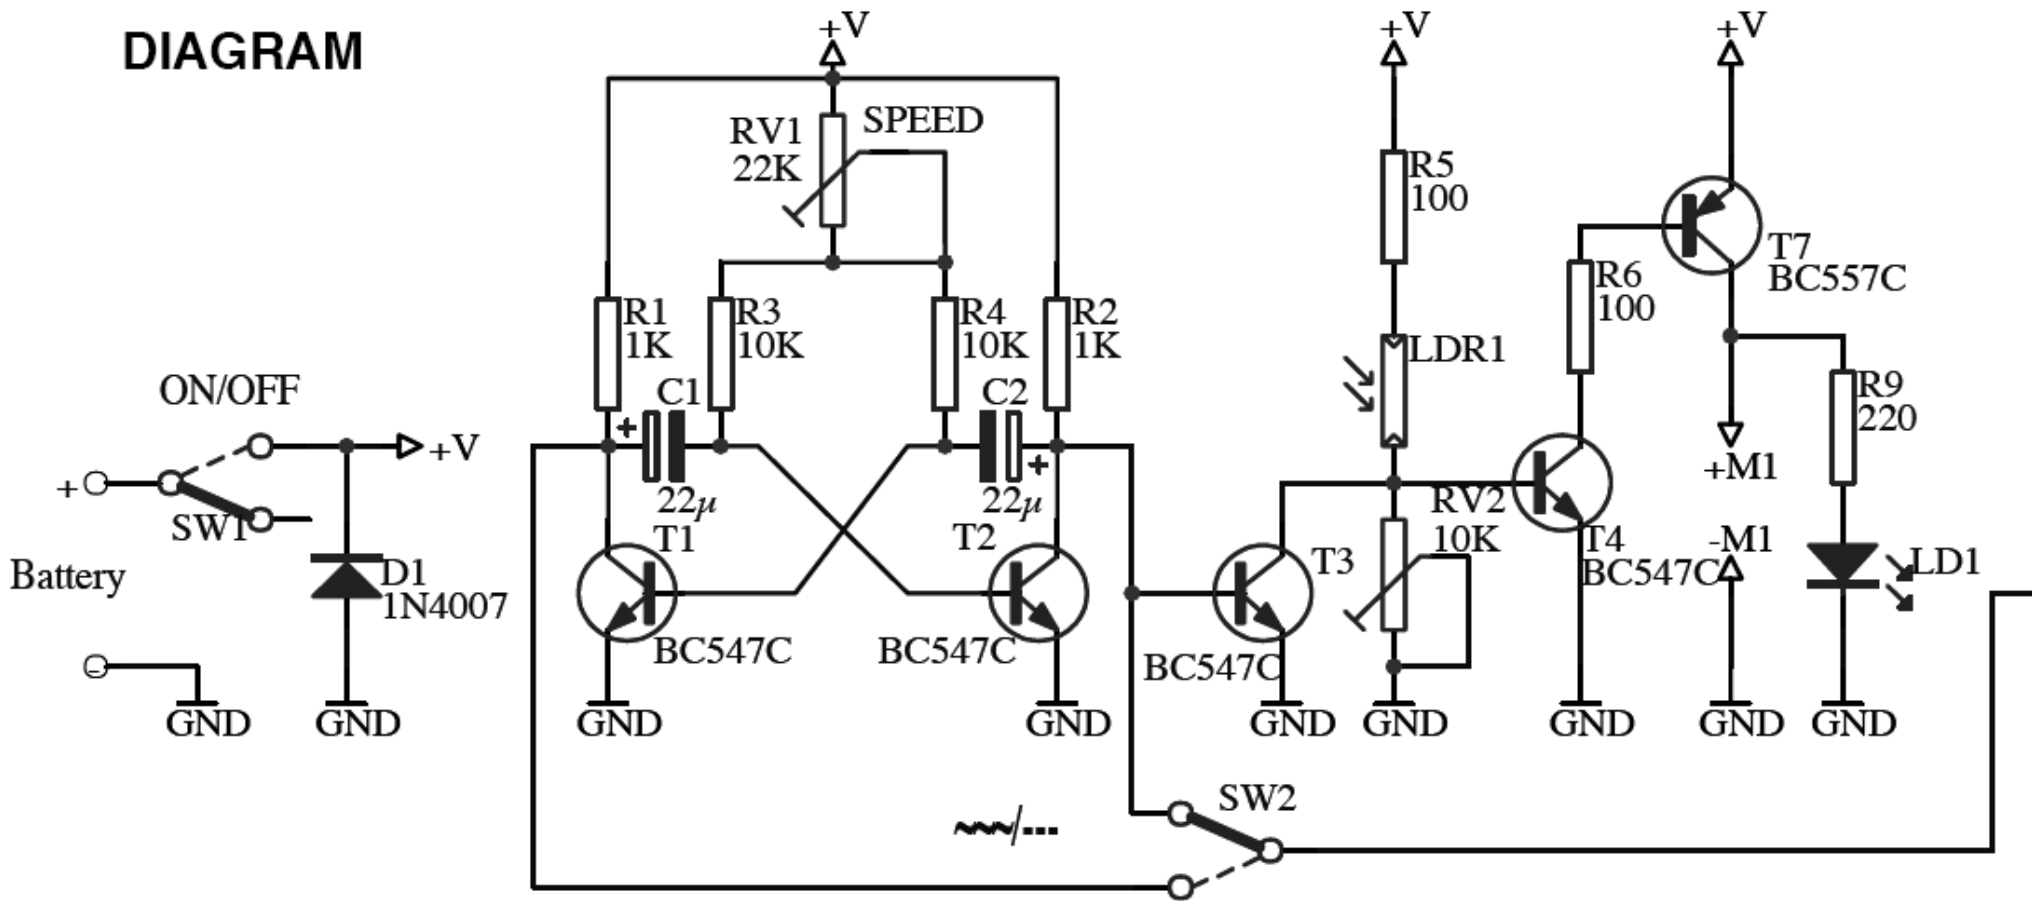 DIAGRAM
+V
+V
+V
RV1
22K
SPEED
R5
100
T7
BC557C
R6
100
R1
1K
R3
10K
R4
10K
R2
1K
LDR1
ON/OFF
C1
C2
R9
220
+
+
+V
+M1
+
SW1
22µ
22µ
RV2
10K
T1
T2
T3
T4
BC547C
-M1
LD1
Battery
D1
1N4007
BC547C
BC547C
BC547C
-
GND
GND
GND
GND
GND
GND
GND
GND
GND
SW2
~~~/---